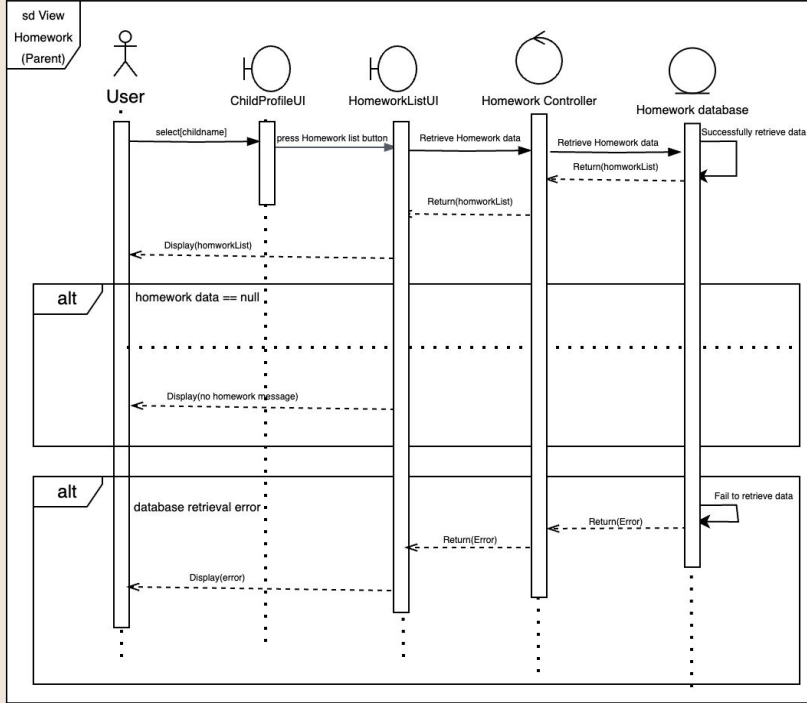 sd View
Homework
(Parent)
User
ChildProfileUI
HomeworkListUI
Homework Controller
Homework database
select[childname]
press Homework list button
Retrieve Homework data
Retrieve Homework data
Successfully retrieve data
Return(homworkList)
Return(homworkList)
Display(homworkList)
alt
homework data == null
Display(no homework message)
alt
database retrieval error
Fail to retrieve data
Return(Error)
Return(Error)
Display(error)